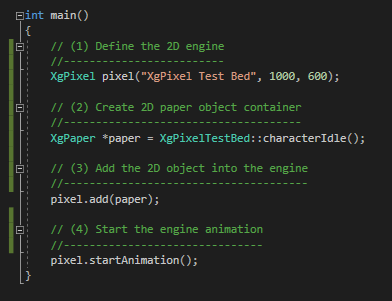 int main()
{
// (1) Define the 2D engine
//-------------------------
XgPixel pixel("XgPixel Test Bed", 1000, 600);
// (2) Create 2D paper object container
//-------------------------------------
XgPaper *paper = XgPixelTestBed::characterIdle();
// (3) Add the 2D object into the engine
//--------------------------------------
pixel.add(paper);
// (4) Start the engine animation
//-------------------------------
pixel.startAnimation();
}